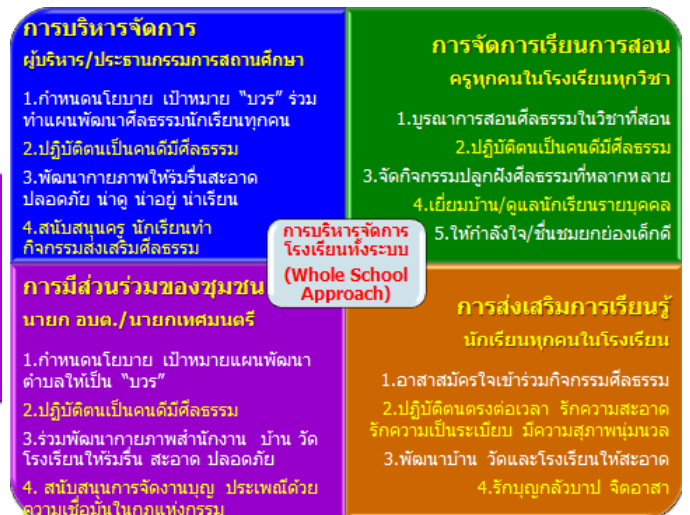 การบริหารจัดการ
ผู้บริหาร/ประธานกรรมการสถานศึกษา
1.กำหนดนโยบาย เป้าหมาย "บวร" ร่วม
ทำแผนพัฒนาศีลธรรมนักเรียนทุกคน
2.ปฏิบัติตนเป็นคนดีมีศีลธรรม
3.พัฒนากายภาพให้ร่มรื่นสะอาด
ปลอดภัย น่าดู น่าอยู่ น่าเรียน
4.สนับสนุนครู นักเรียนทำ
กิจกรรมส่งเสริมศีลธรรม
การจัดการเรียนการสอน
ครูทุกคนในโรงเรียนทุกวิชา
1.บูรณาการสอนศีลธรรมในวิชาที่สอน
2.ปฏิบัติตนเป็นคนดีมีศีลธรรม
3.จัดกิจกรรมปลูกฝังศีลธรรมที่หลากหลาย
4.เยี่ยมบ้าน/ดูแลนักเรียนรายบุคคล
5.ให้กำลังใจ/ชื่นชมยกย่องเด็กดี
การบริหารจัดการ
โรงเรียนทั้งระบบ
(Whole School
Approach)
การมีส่วนร่วมของชุมชน
นายก อบต./นายกเทศมนตรี
1.กำหนดนโยบาย เป้าหมายแผนพัฒนา
ตำบลให้เป็น "บวร"
2.ปฏิบัติตนเป็นคนดีมีศีลธรรม
3.ร่วมพัฒนากายภาพสำนักงาน บ้าน วัด
โรงเรียนให้ร่มรื่น สะอาด ปลอดภัย
4. สนับสนุนการจัดงานบุญ ประเพณีด้วย
ความเชื่อมั่นในกฎแห่งกรรม
การส่งเสริมการเรียนรู้
นักเรียนทุกคนในโรงเรียน
1.อาสาสมัครใจเข้าร่วมกิจกรรมศีลธรรม
2.ปฏิบัติตนตรงต่อเวลา รักความสะอาด
รักความเป็นระเบียบ มีความสุภาพนุ่มนวล
3.พัฒนาบ้าน วัดและโรงเรียนให้สะอาด
4.รักบุญกลัวบาป จิตอาสา